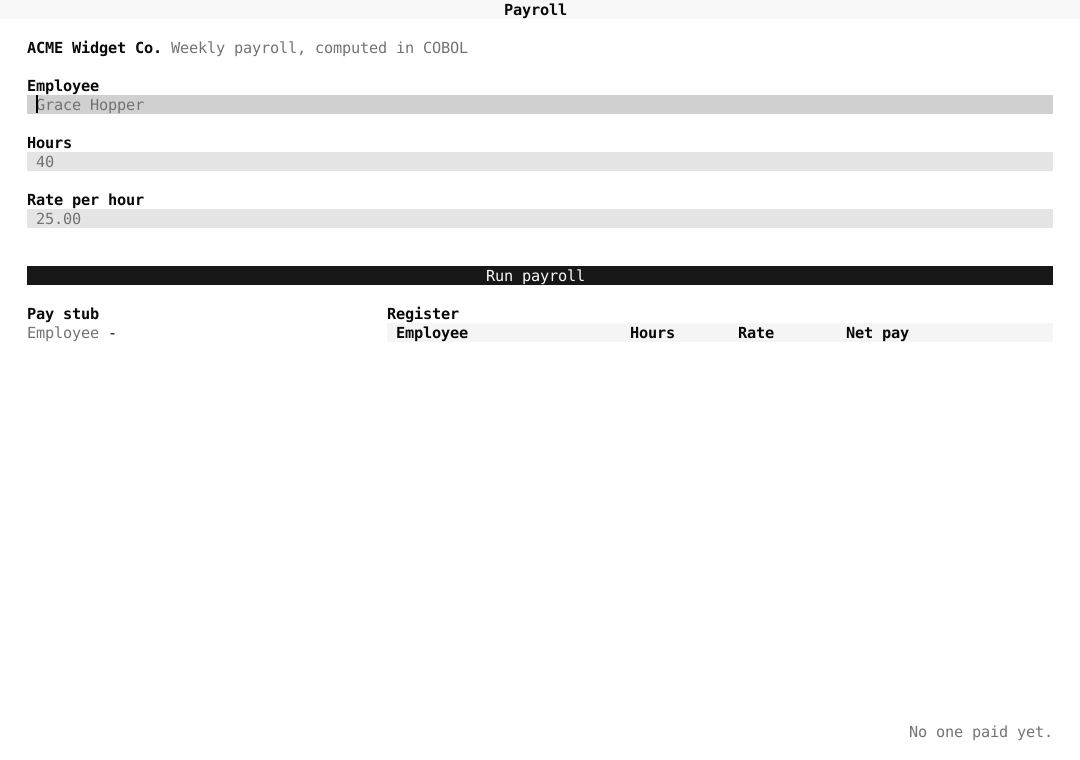 Payroll
ACME Widget Co. Weekly payroll, computed in COBOL
Employee
Grace Hopper
Hours
40
Rate per hour
25.00
Run payroll
Pay stub
Employee -
Register
Employee Hours Rate Net pay
No one paid yet.